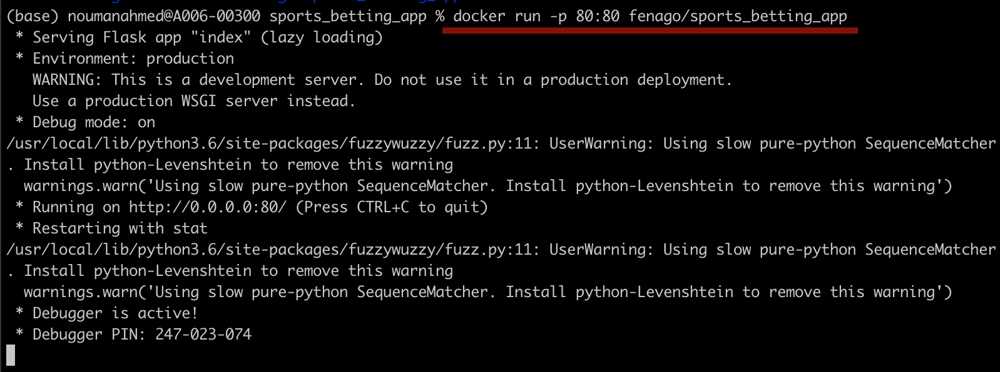 (base) noumanahmed@A006-00300 sports_betting_app % docker run -p 80:80 fenago/sports_betting_app
 * Serving Flask app "index" (lazy loading)
 * Environment: production
   WARNING: This is a development server. Do not use it in a production deployment.
   Use a production WSGI server instead.
 * Debug mode: on
/usr/local/lib/python3.6/site-packages/fuzzywuzzy/fuzz.py:11: UserWarning: Using slow pure-python SequenceMatcher
. Install python-Levenshtein to remove this warning
  warnings.warn('Using slow pure-python SequenceMatcher. Install python-Levenshtein to remove this warning')
 * Running on http://0.0.0.0:80/ (Press CTRL+C to quit)
 * Restarting with stat
/usr/local/lib/python3.6/site-packages/fuzzywuzzy/fuzz.py:11: UserWarning: Using slow pure-python SequenceMatcher
. Install python-Levenshtein to remove this warning
  warnings.warn('Using slow pure-python SequenceMatcher. Install python-Levenshtein to remove this warning')
 * Debugger is active!
 * Debugger PIN: 247-023-074